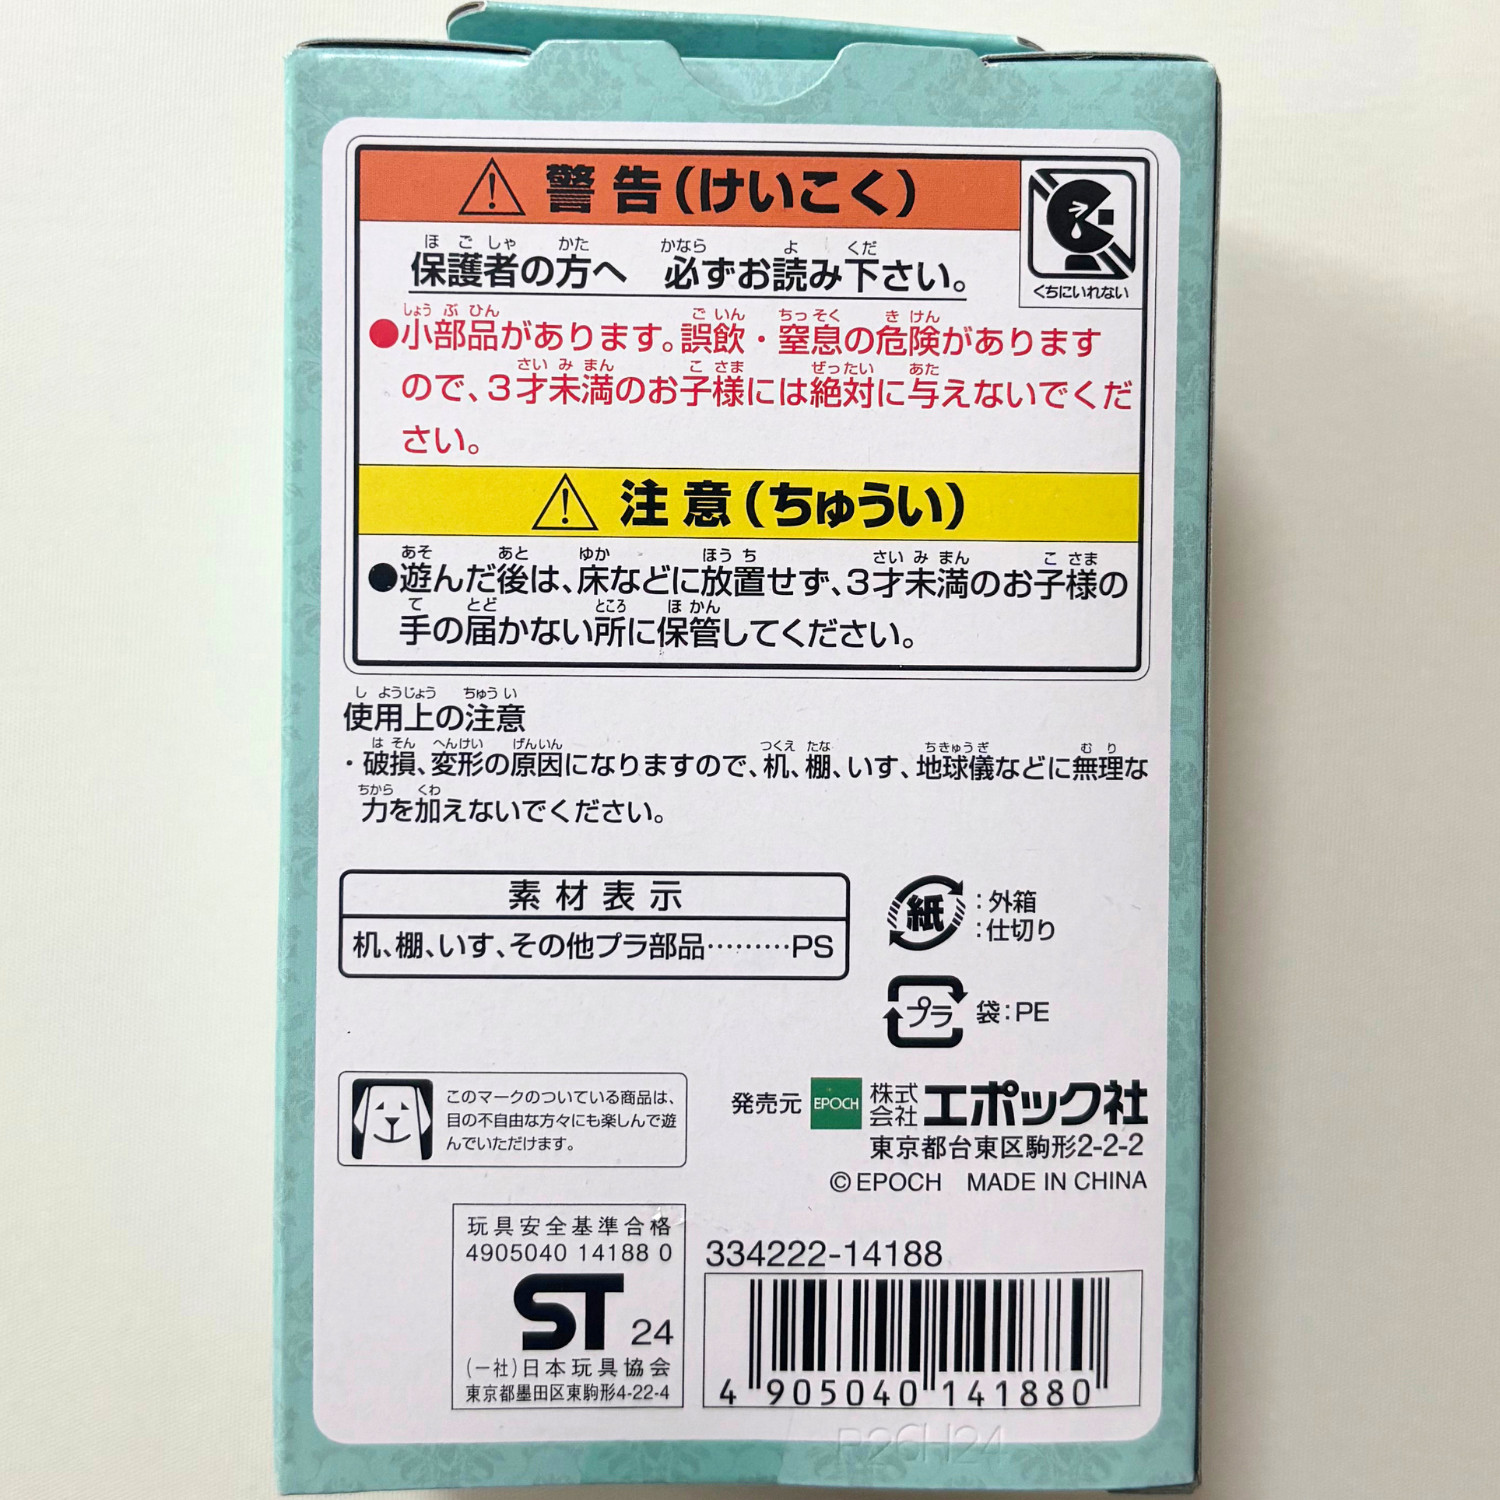 警告(けいこく)
くちにいれない
保護者の方へ 必ずお読み下さい。
●小部品があります。誤飲・窒息の危険があります
ので、3才未満のお子様には絶対に与えないでくだ
さい。
注意(ちゅうい)
●遊んだ後は、床などに放置せず、3才未満のお子様の
手の届かない所に保管してください。
使用上の注意
・破損、変形の原因になりますので、机、棚、いす、地球儀などに無理な
力を加えないでください。
素材表示
机、棚、いす、その他プラ部品………PS
紙 :外箱
:仕切り
プラ 袋:PE
このマークのついている商品は、
目の不自由な方々にも楽しんで遊
んでいただけます。
発売元 EPOCH 株式会社 エポック社
東京都台東区駒形2-2-2
©EPOCH MADE IN CHINA
玩具安全基準合格
4905040 14188 0
ST 24
(一社)日本玩具協会
東京都墨田区東駒形4-22-4
334222-14188
4 905040 141880